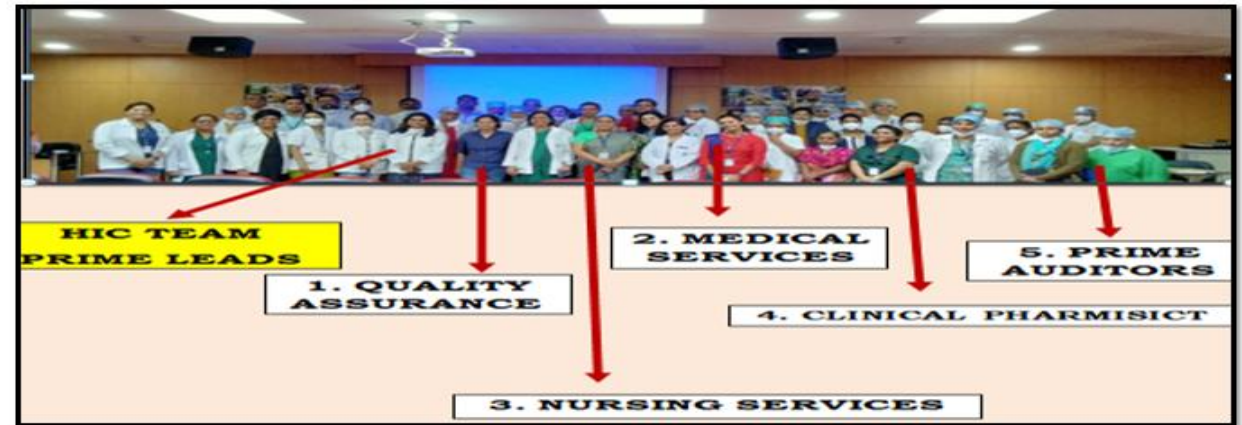 HIC TEAM
PRIME LEADS
1. QUALITY
ASSURANCE
2. MEDICAL
SERVICES
5. PRIME
AUDITORS
4. CLINICAL PHARMISICT
3. NURSING SERVICES